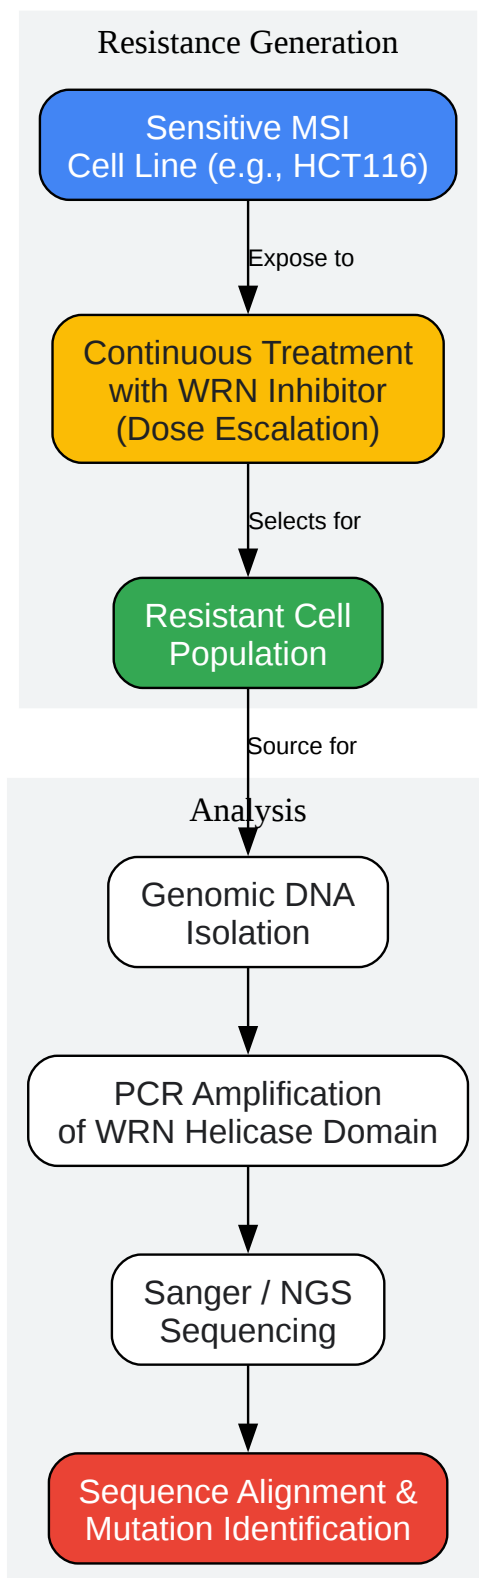 Resistance Generation
Sensitive MSI
Cell Line (e.g., HCT116)
Expose to
Continuous Treatment
with WRN Inhibitor
(Dose Escalation)
Selects for
Resistant Cell
Population
Source for
Analysis
Genomic DNA
Isolation
PCR Amplification
of WRN Helicase Domain
Sanger / NGS
Sequencing
Sequence Alignment &
Mutation Identification